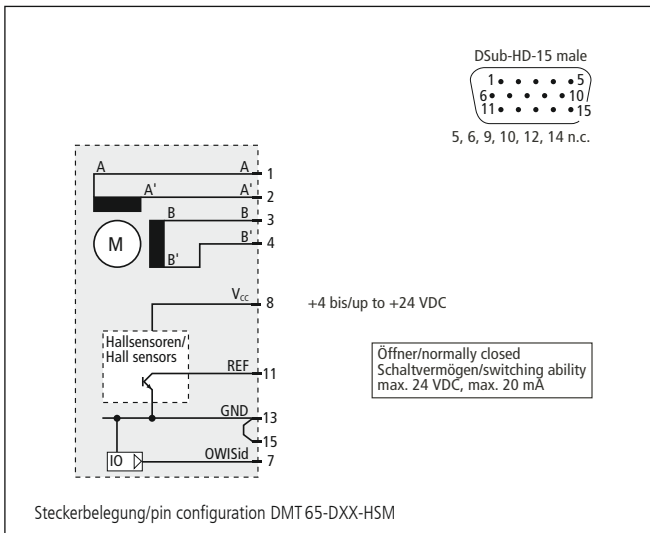 DSub-HD-15 male
1 5
6 10
11 15
5, 6, 9, 10, 12, 14 n.c.
A A 1
A' A' 2
B B 3
M
B' B' 4
Vcc 8 +4 bis/up to +24 VDC
Hallsensoren/
Hall sensors
REF 11
Öffner/normally closed
Schaltvermögen/switching ability
max. 24 VDC, max. 20 mA
GND 13
15
IO OWISid 7
Steckerbelegung/pin configuration DMT 65-DXX-HSM